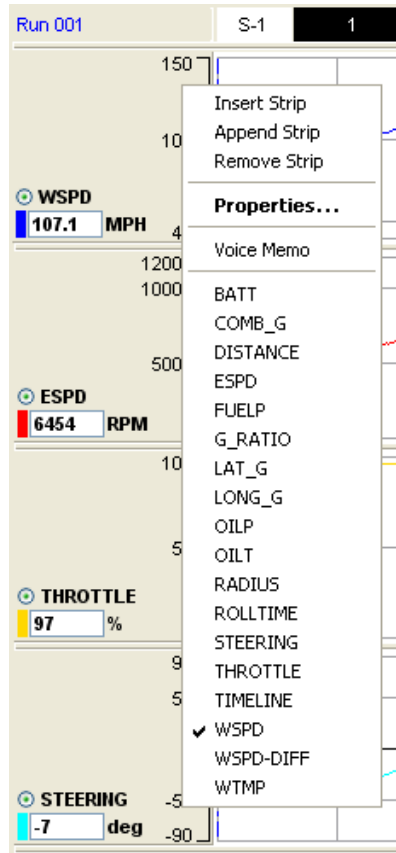 Run 001 S-1 1
150
10
WSPD
107.1 MPH 4
1200
1000
500
ESPD
6454 RPM
10
5
THROTTLE
97 %
9
5
STEERING -5
-7 deg -90
Insert Strip
Append Strip
Remove Strip
Properties...
Voice Memo
BATT
COMB_G
DISTANCE
ESPD
FUELP
G_RATIO
LAT_G
LONG_G
OILP
OILT
RADIUS
ROLLTIME
STEERING
THROTTLE
TIMELINE
WSPD
WSPD-DIFF
WTMP